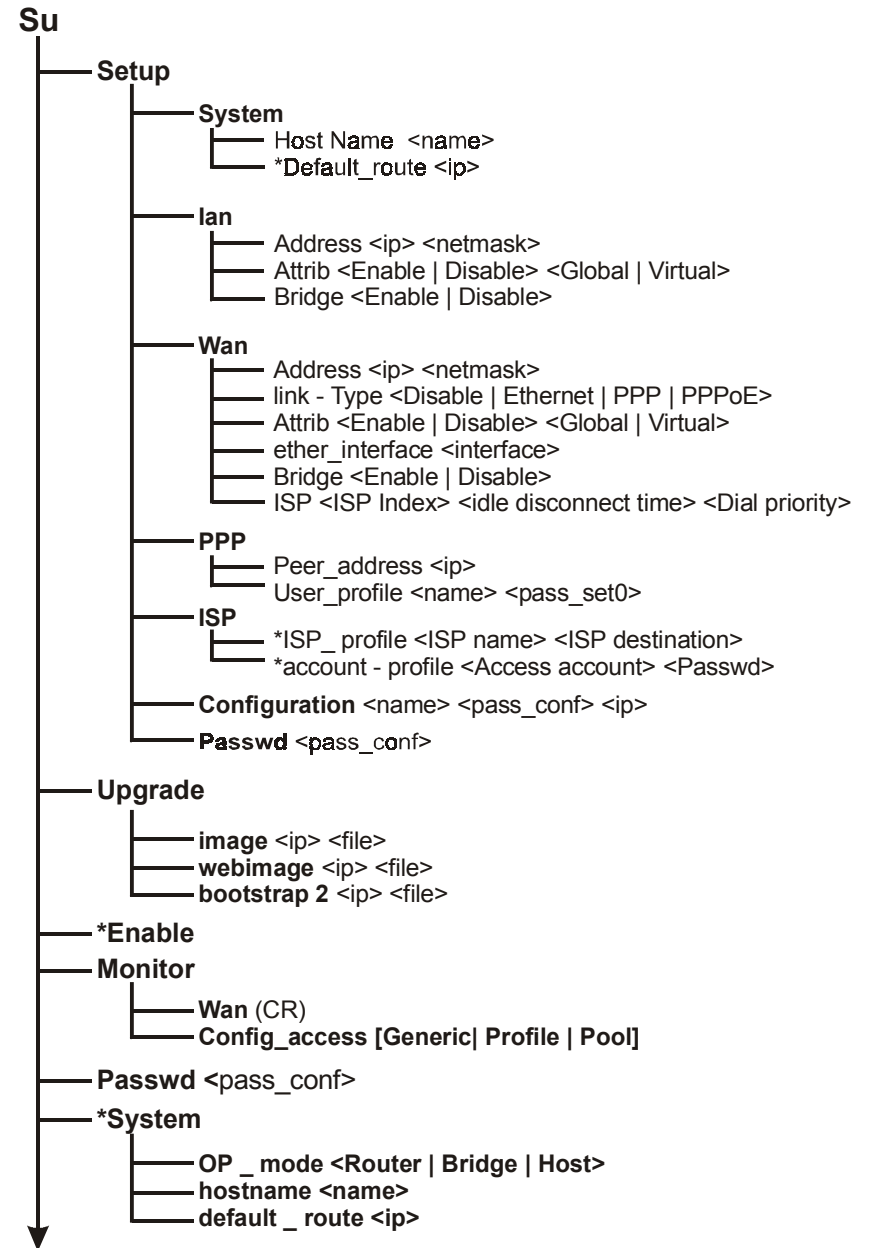 Su
Setup
System
Host Name <name>
*Default_route <ip>
lan
Address <ip> <netmask>
Attrib <Enable | Disable> <Global | Virtual>
Bridge <Enable | Disable>
Wan
Address <ip> <netmask>
link - Type <Disable | Ethernet | PPP | PPPoE>
Attrib <Enable | Disable> <Global | Virtual>
ether_interface <interface>
Bridge <Enable | Disable>
ISP <ISP Index> <idle disconnect time> <Dial priority>
PPP
Peer_address <ip>
User_profile <name> <pass_set0>
ISP
*ISP_ profile <ISP name> <ISP destination>
*account - profile <Access account> <Passwd>
Configuration <name> <pass_conf> <ip>
Passwd <pass_conf>
Upgrade
image <ip> <file>
webimage <ip> <file>
bootstrap 2 <ip> <file>
*Enable
Monitor
Wan (CR)
Config_access [Generic| Profile | Pool]
Passwd <pass_conf>
*System
OP _ mode <Router | Bridge | Host>
hostname <name>
default _ route <ip>